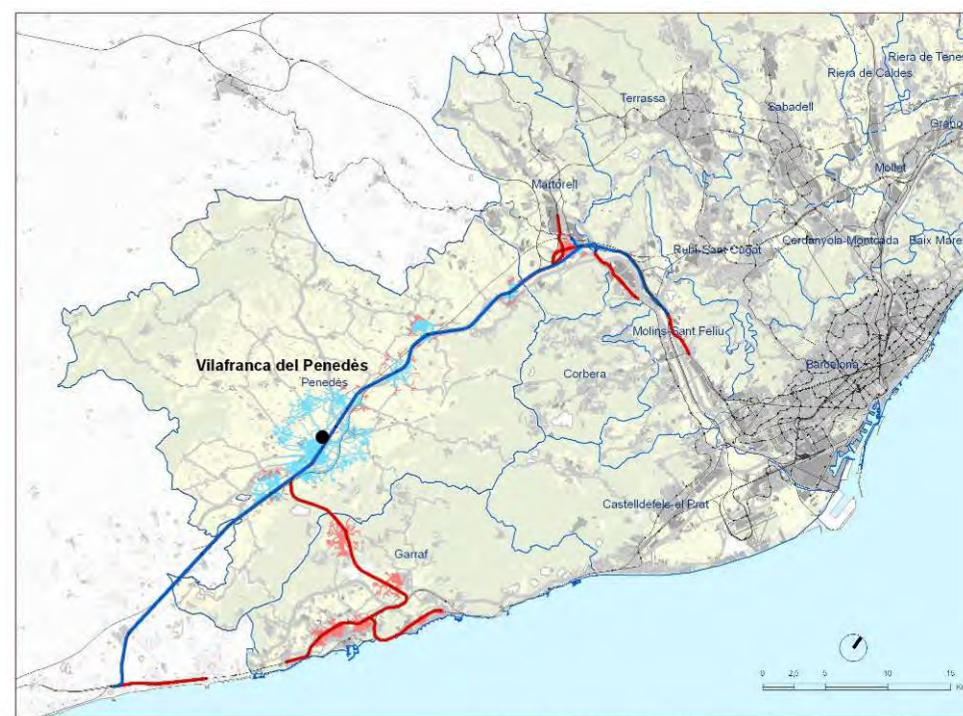 Riera de Tenes
Riera de Caldes
Terrassa
Sabadell
Mollet
Martorell
Cerdanyola-Montcada
Baix Mare
Rubí-Sant Cugat
Molins-Sant Feliu
Vilafranca del Penedès
Penedès
Corbera
Barcelona
Castelldefels-el Prat
Garraf
0 2,5 5 10 15